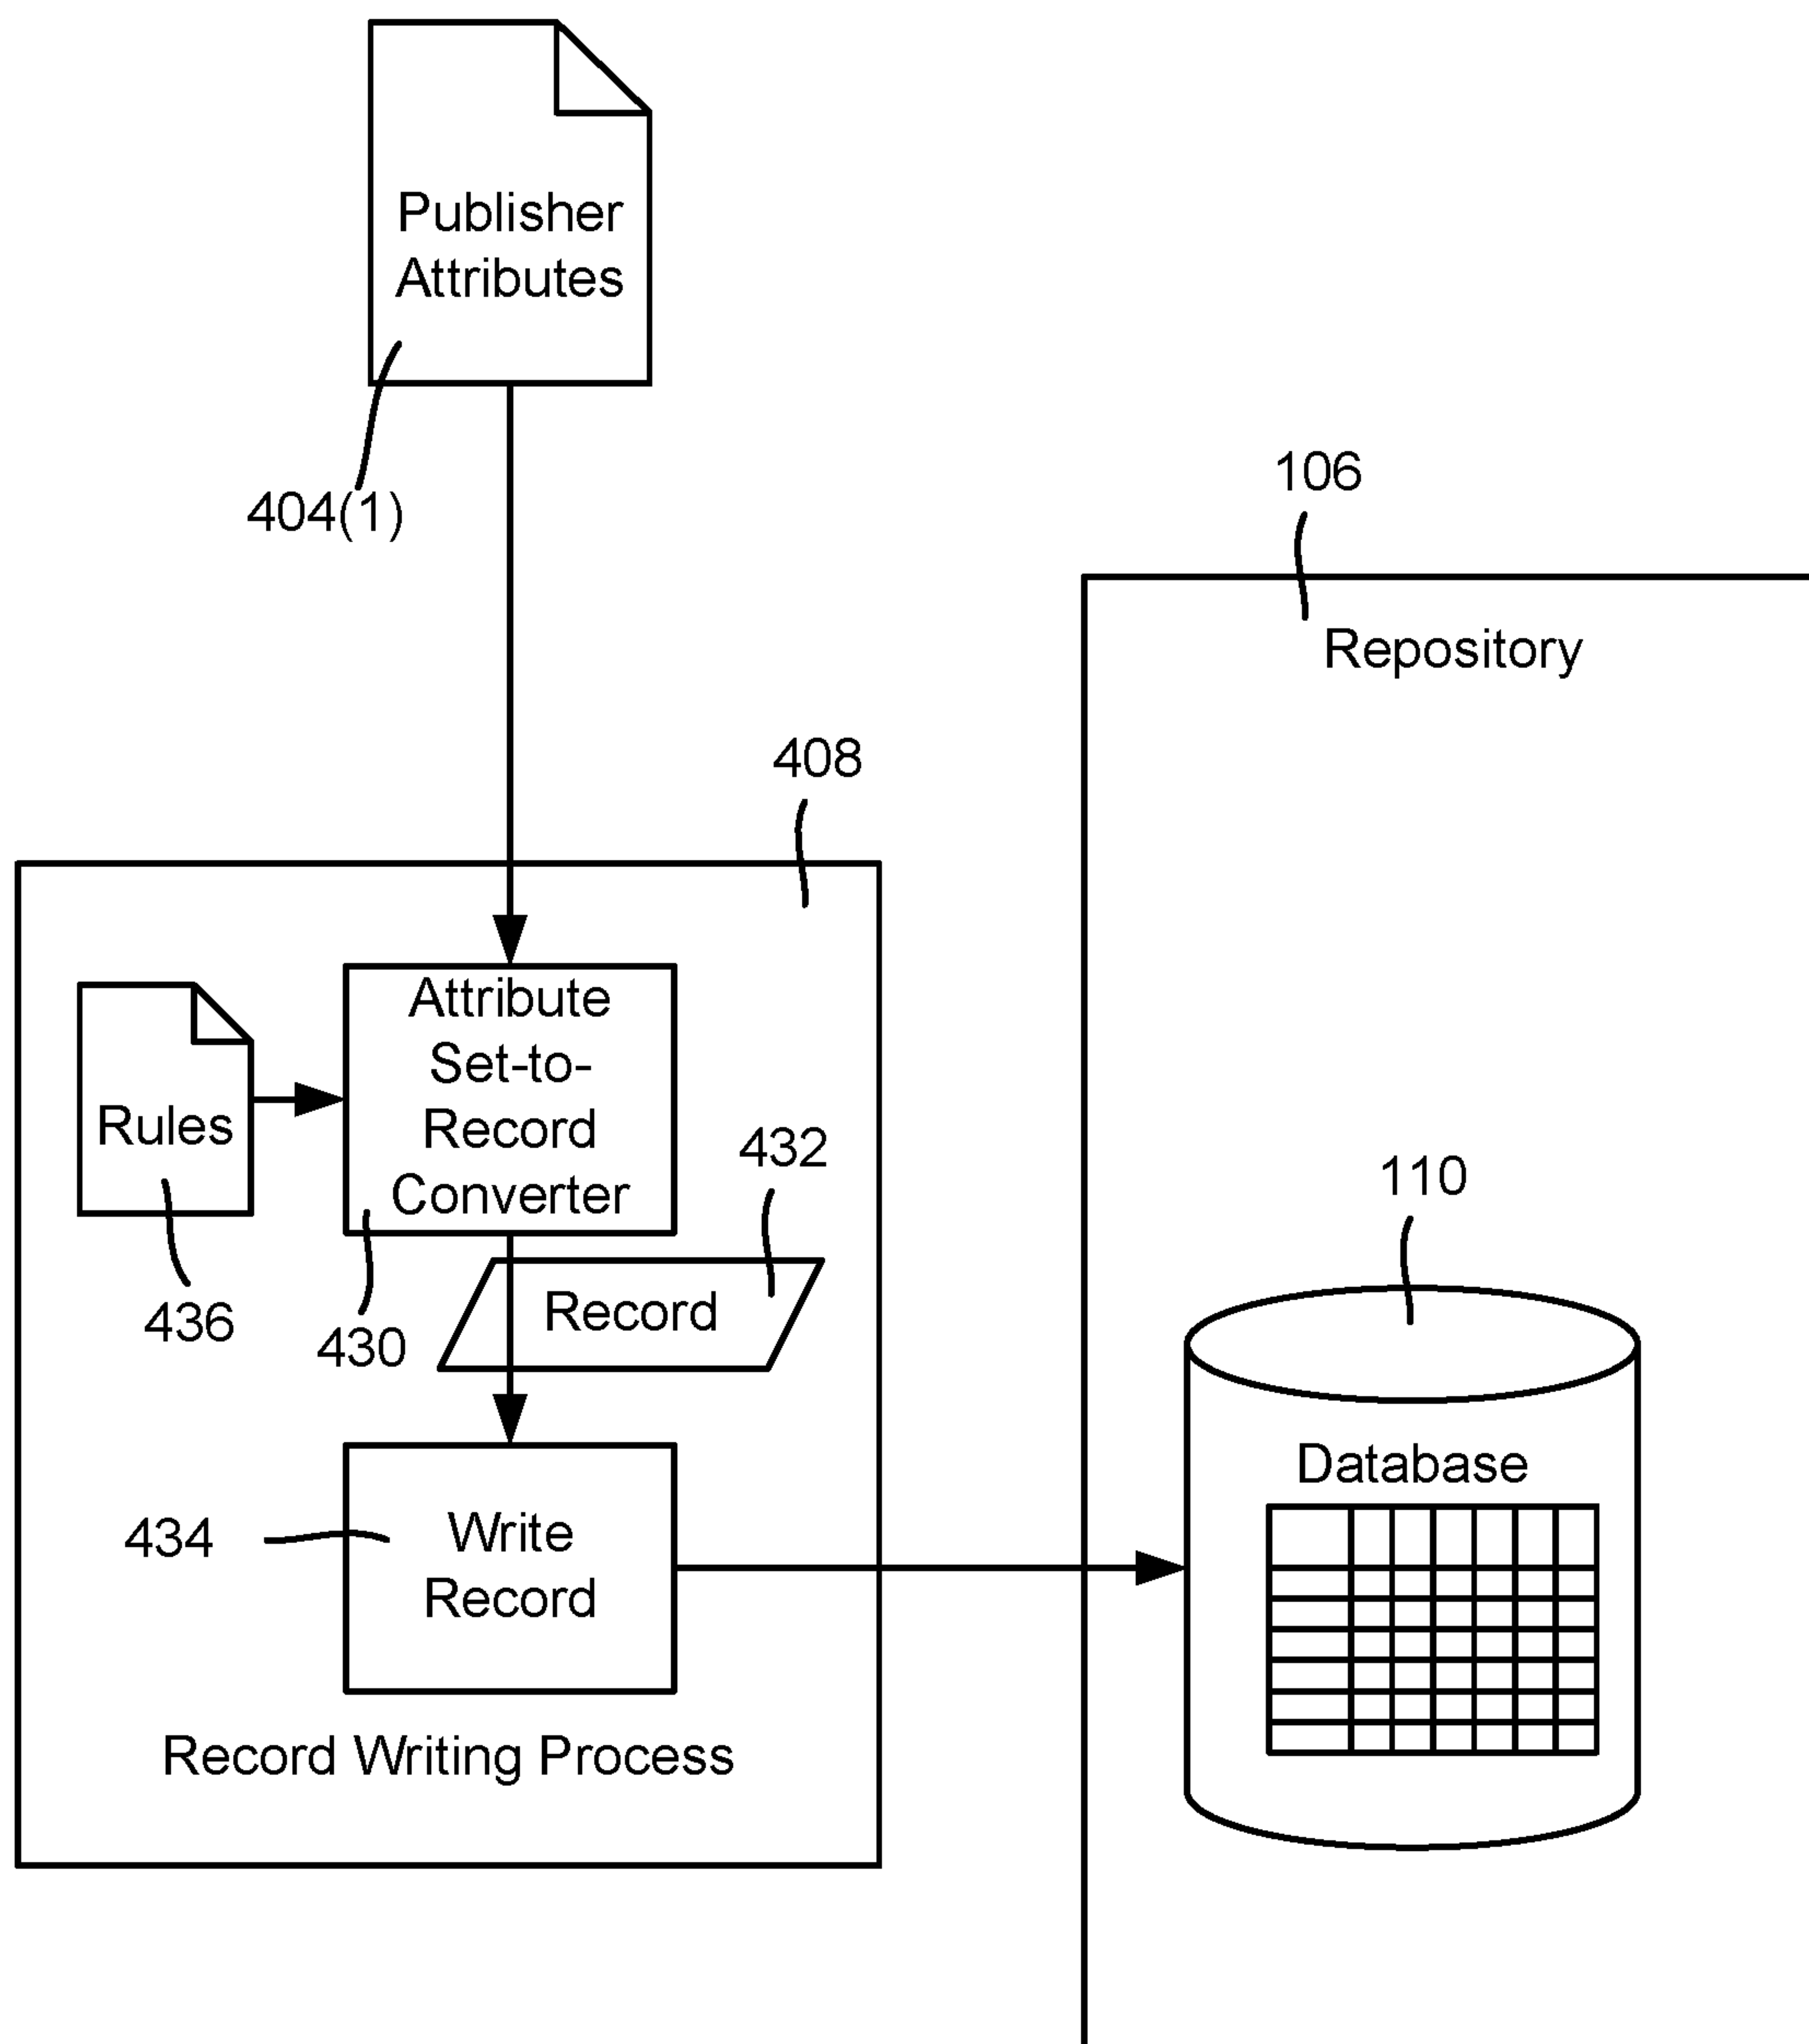 Publisher
Attributes
404(1)
106
Repository
408
Attribute
Set-to-
Record
Converter
Rules
432
110
436
430
Record
Database
434
Write
Record
Record Writing Process